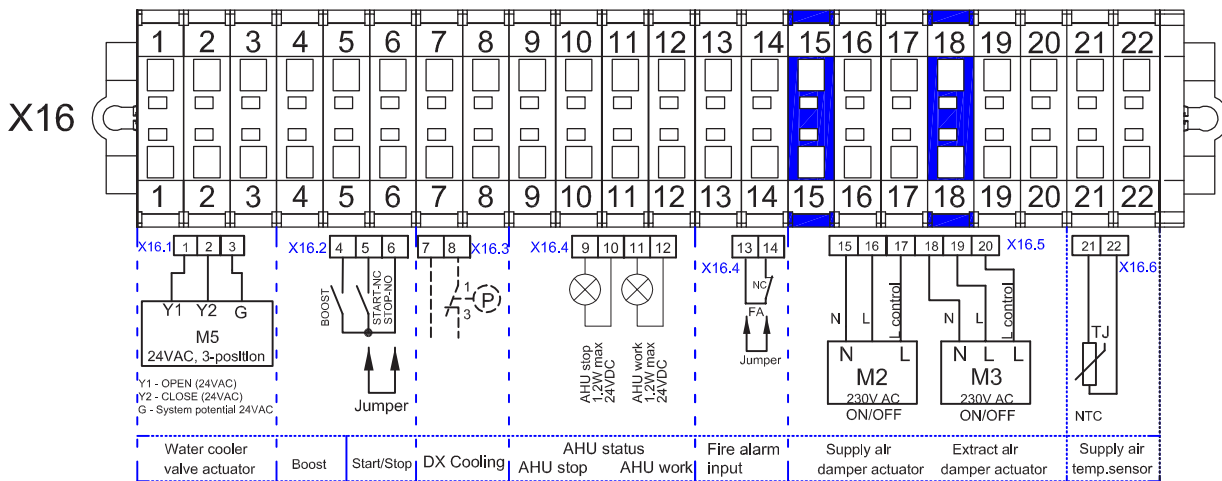 1 2 3 4 5 6 7 8 9 10 11 12 13 14 15 16 17 18 19 20 21 22
X16
1 2 3 4 5 6 7 8 9 10 11 12 13 14 15 16 17 18 19 20 21 22
X16.1 1 2 3
X16.2 4 5 6
7 8 X16.3
X16.4 9 10 11 12
X16.4 13 14
15 16 17 18 19 20 X16.5
21 22 X16.6
Y1 Y2 G
M5
24VAC, 3-position
Y1 - OPEN (24VAC)
Y2 - CLOSE (24VAC)
G - System potential 24VAC
BOOST
START-NC
STOP-NO
Jumper
1
P
3
AHU stop
1.2W max
24VDC
AHU work
1.2W max
24VDC
NC
FA
Jumper
N L L control
N L
M2
230V AC
ON/OFF
N L L control
N L L
M3
230V AC
ON/OFF
TJ
NTC
Water cooler
valve actuator
Boost
Start/Stop
DX Cooling
AHU status
AHU stop AHU work
Fire alarm
input
Supply air
damper actuator
Extract air
damper actuator
Supply air
temp.sensor